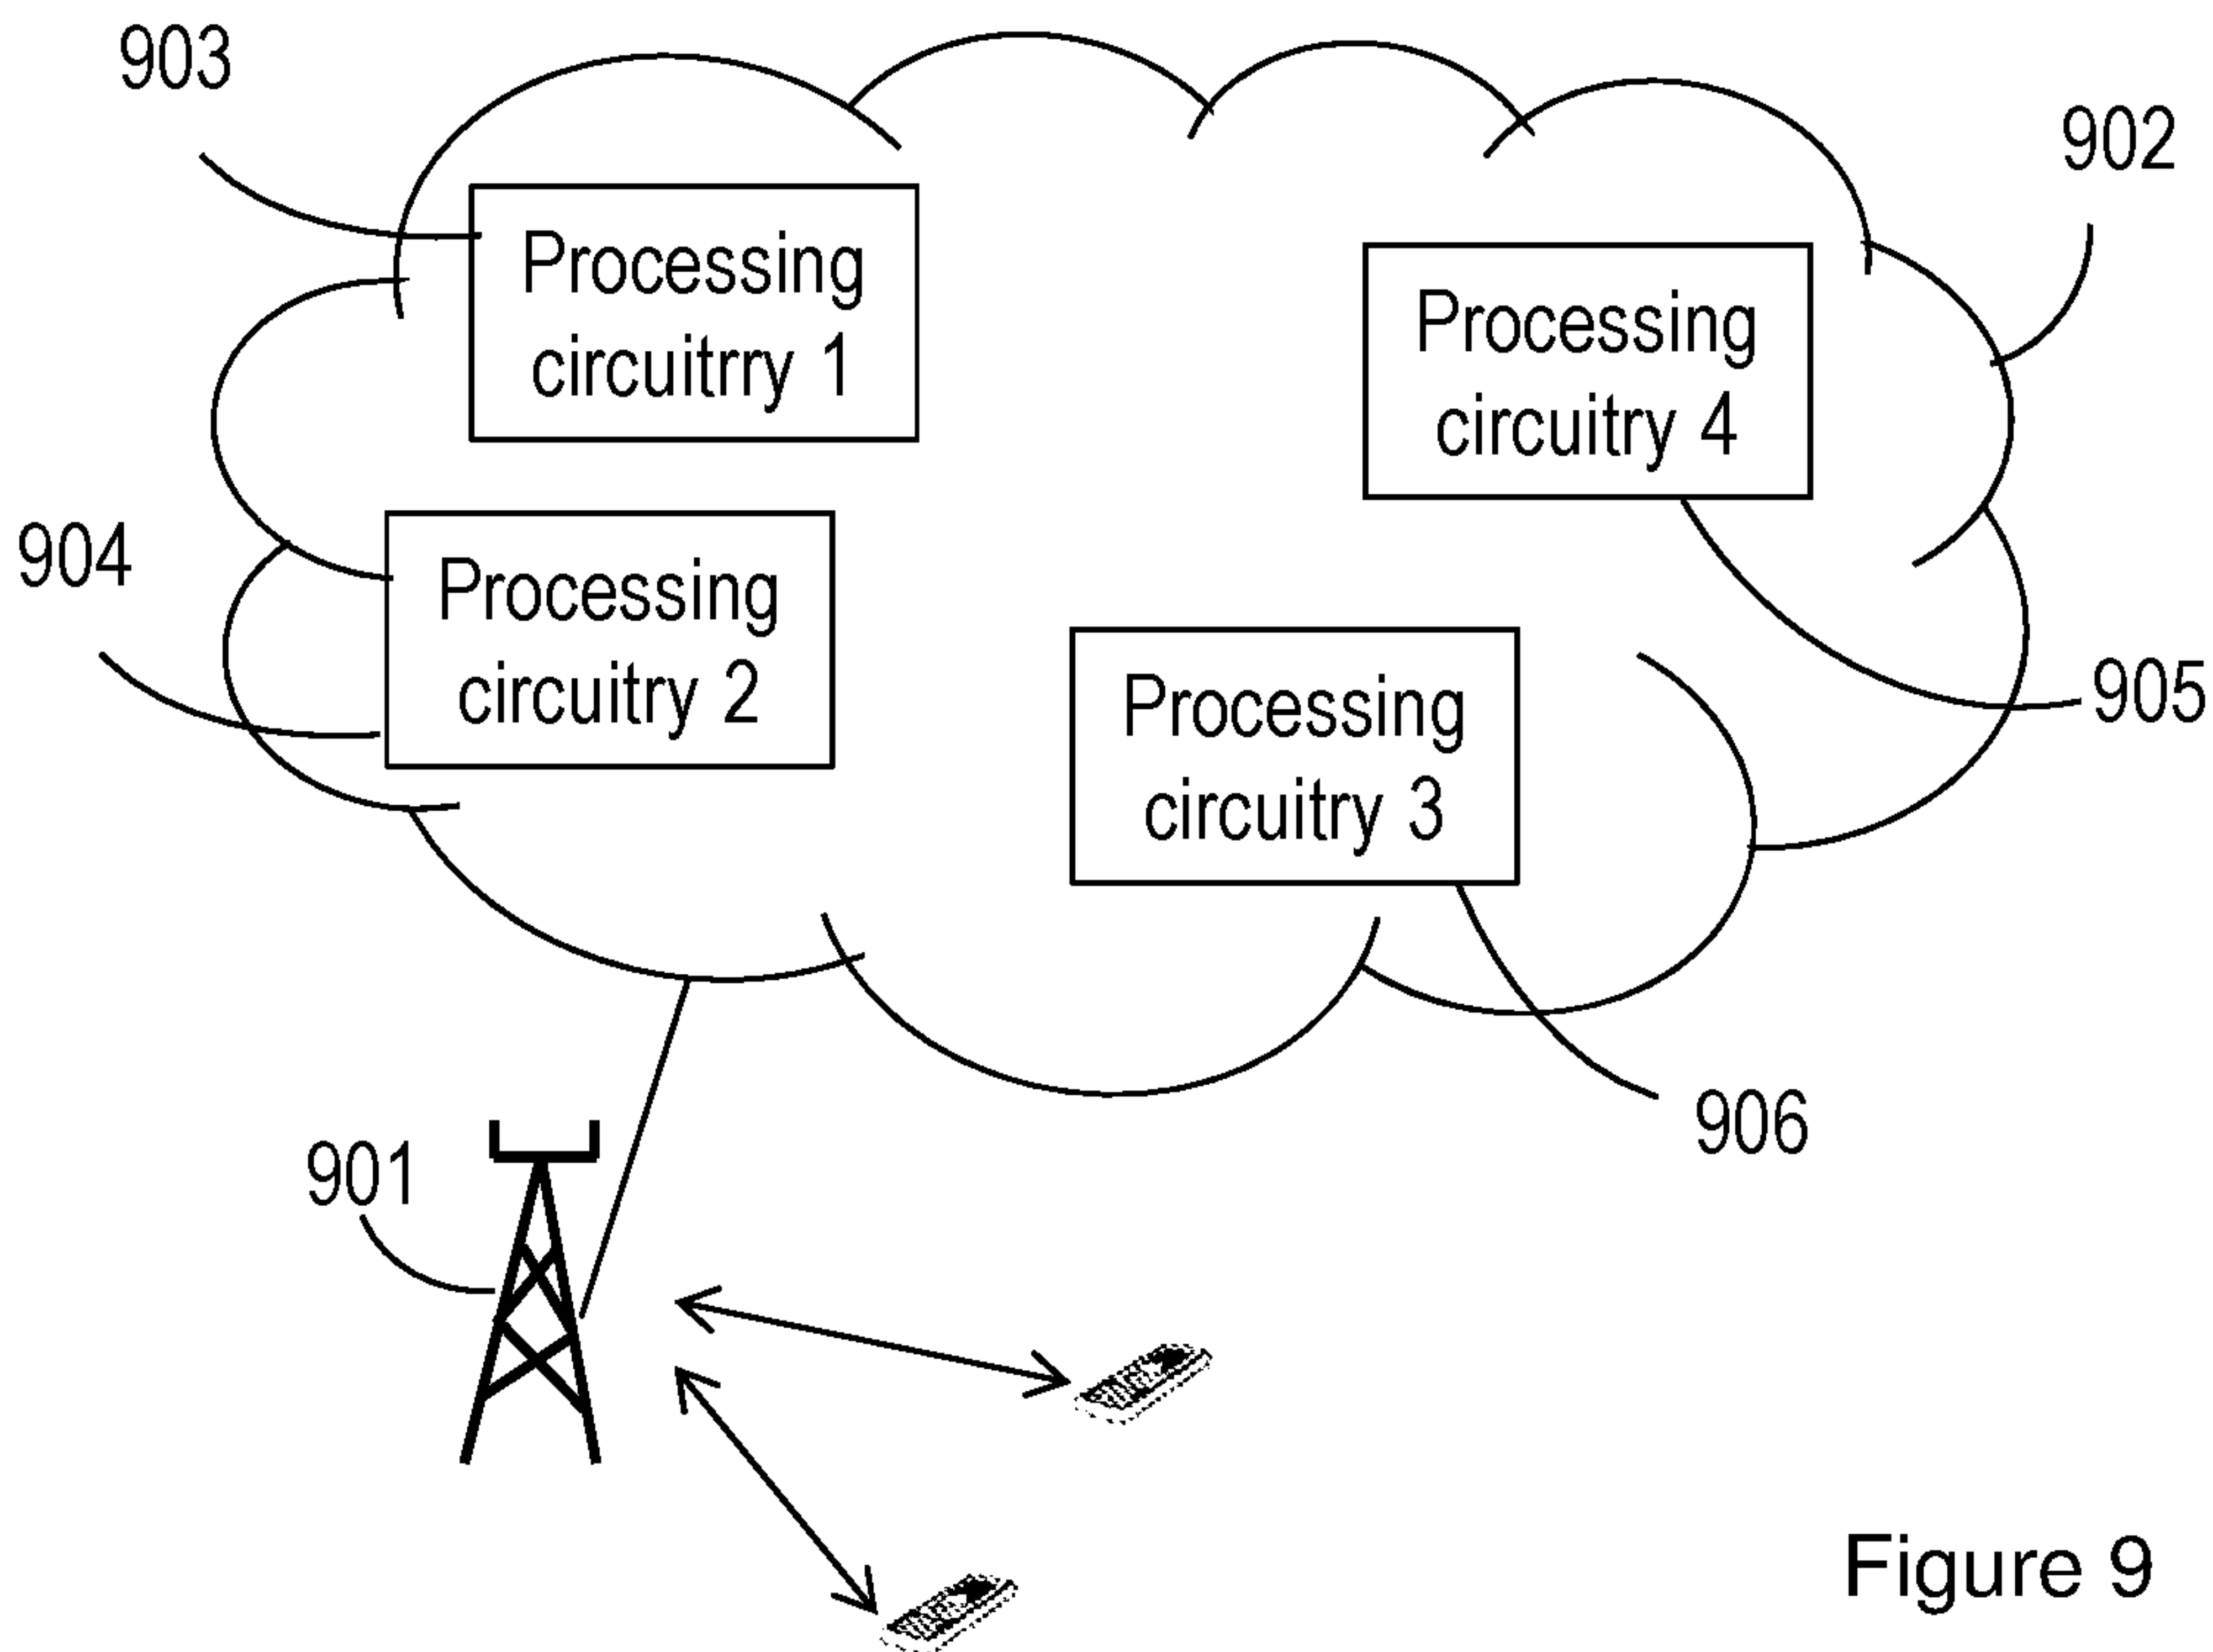 903
902
Processing
circuitrry 1
Processing
circuitry 4
904
Processing
circuitry 2
Processing
circuitry 3
905
906
901
Figure 9